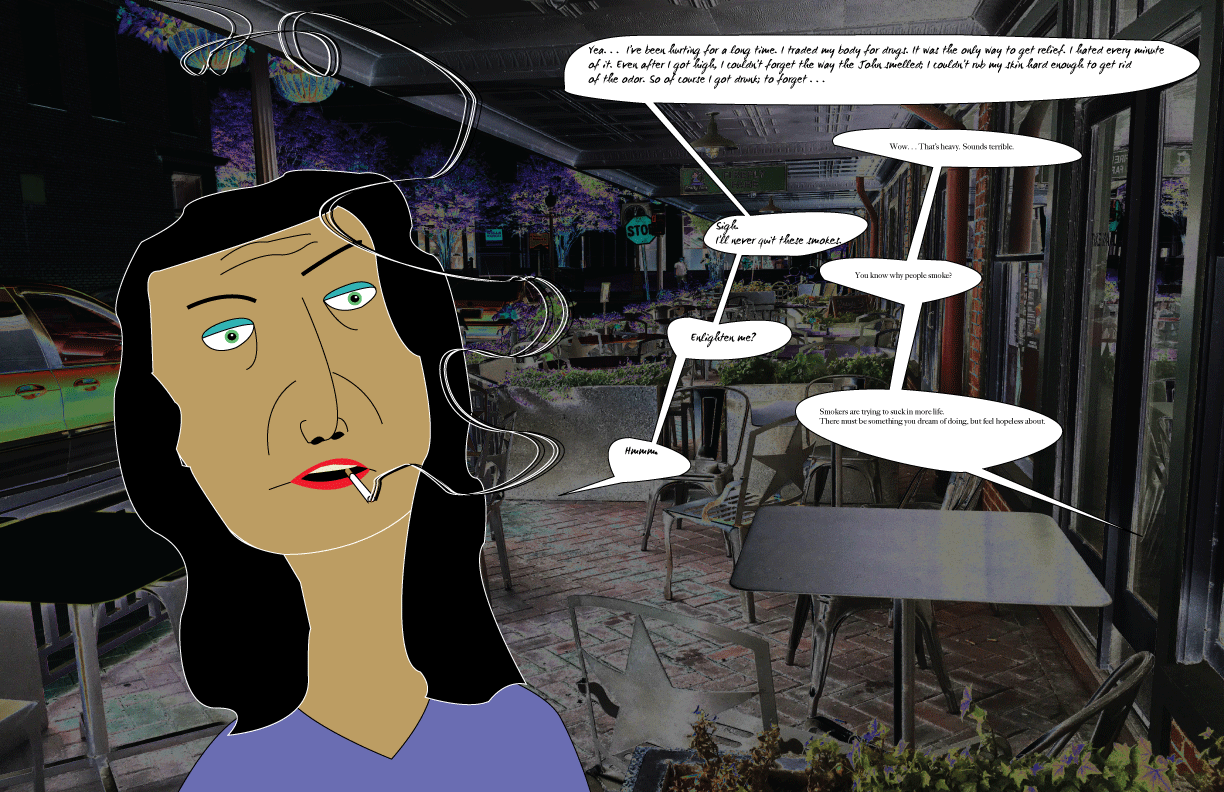 Yea. . .  I've been hurting for a long time. I traded my body for drugs. It was the only way to get relief. I hated every minute
of it. Even after I got high, I couldn't forget the way the John smelled; I couldn't rub my skin hard enough to get rid
of the odor. So of course I got drunk; to forget . . .
Wow. . . That's heavy. Sounds terrible.
Sigh.
I'll never quit these smokes.
You know why people smoke?
Enlighten me?
Smokers are trying to suck in more life.
There must be something you dream of doing, but feel hopeless about.
Hmmm.
STOP